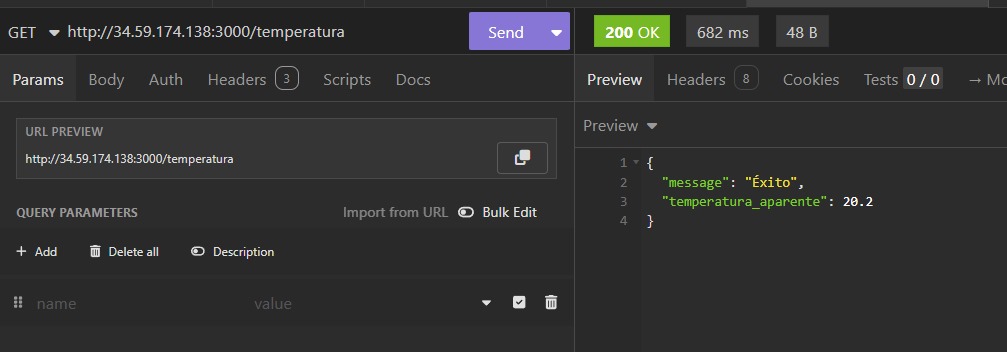 GET http://34.59.174.138:3000/temperatura Send
200 OK 682 ms 48 B
Params Body Auth Headers 3 Scripts Docs
Preview Headers 8 Cookies Tests 0 / 0 → Mo
URL PREVIEW
http://34.59.174.138:3000/temperatura
Preview
QUERY PARAMETERS Import from URL Bulk Edit
+ Add Delete all Description
name value
1 {
2 "message": "Éxito",
3 "temperatura_aparente": 20.2
4 }